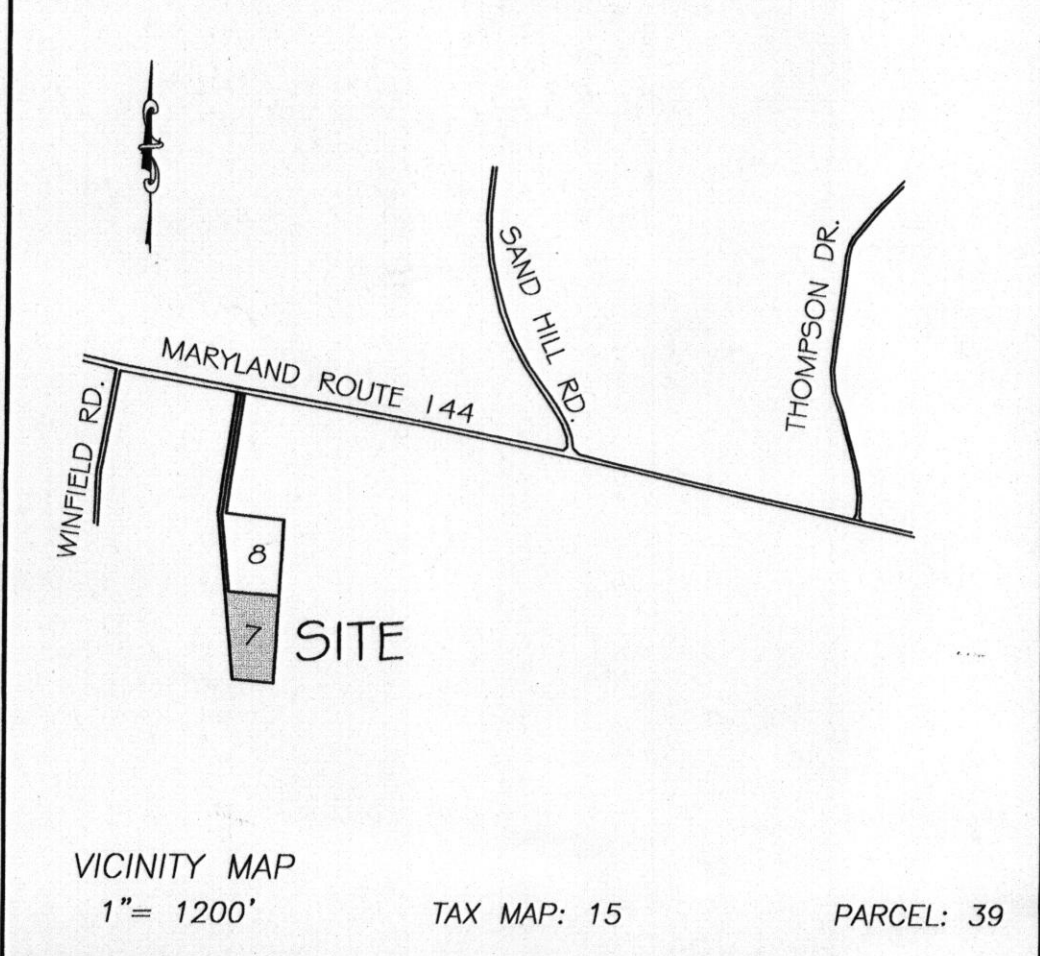 SAND HILL RD.
THOMPSON DR.
MARYLAND ROUTE 144
WINFIELD RD.
8
7
SITE
VICINITY MAP
1"= 1200' TAX MAP: 15 PARCEL: 39